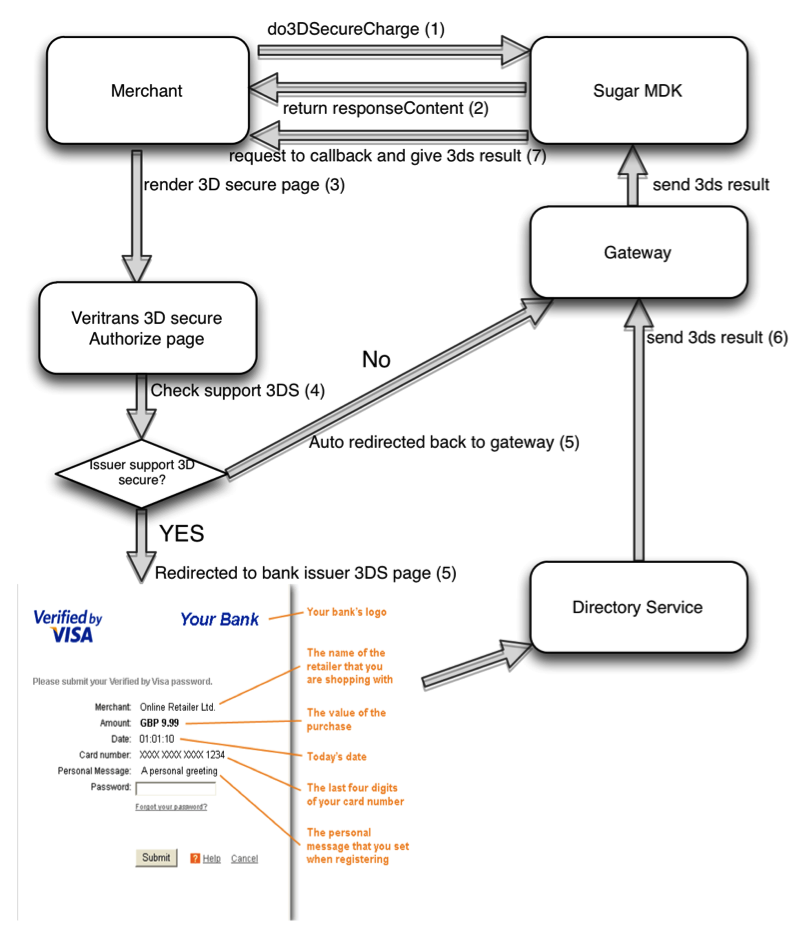 do3DSecureCharge (1)
Merchant
Sugar MDK
return responseContent (2)
request to callback and give 3ds result (7)
render 3D secure page (3)
send 3ds result
Gateway
Veritrans 3D secure
Authorize page
send 3ds result (6)
No
Check support 3DS (4)
Auto redirected back to gateway (5)
Issuer support 3D
secure?
YES
Redirected to bank issuer 3DS page (5)
Directory Service
Verified by
VISA
Your Bank
Your bank's logo
The name of the
retailer that you
are shopping with
Please submit your Verified by Visa password.
Merchant: Online Retailer Ltd.
Amount: GBP 9.99
The value of the
purchase
Date: 01:01:10
Today's date
Card number: XXXX XXXX XXXX 1234
Personal Message: A personal greeting
Password:
The last four digits
of your card number
Forgot your password?
The personal
message that you set
when registering
Submit ? Help Cancel